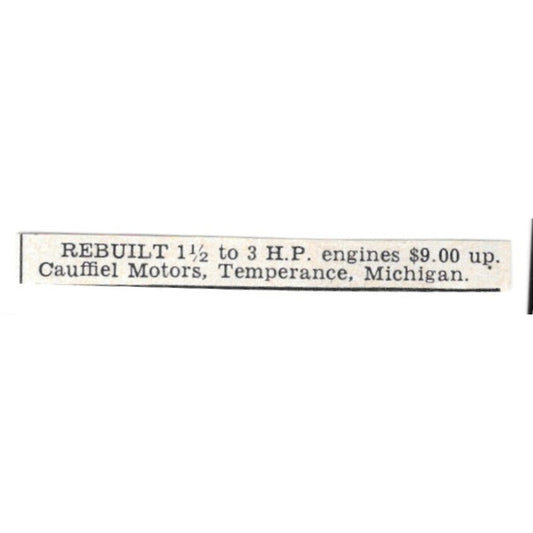 REBUILT 1½ to 3 H.P. engines $9.00 up.
Cauffiel Motors, Temperance, Michigan.